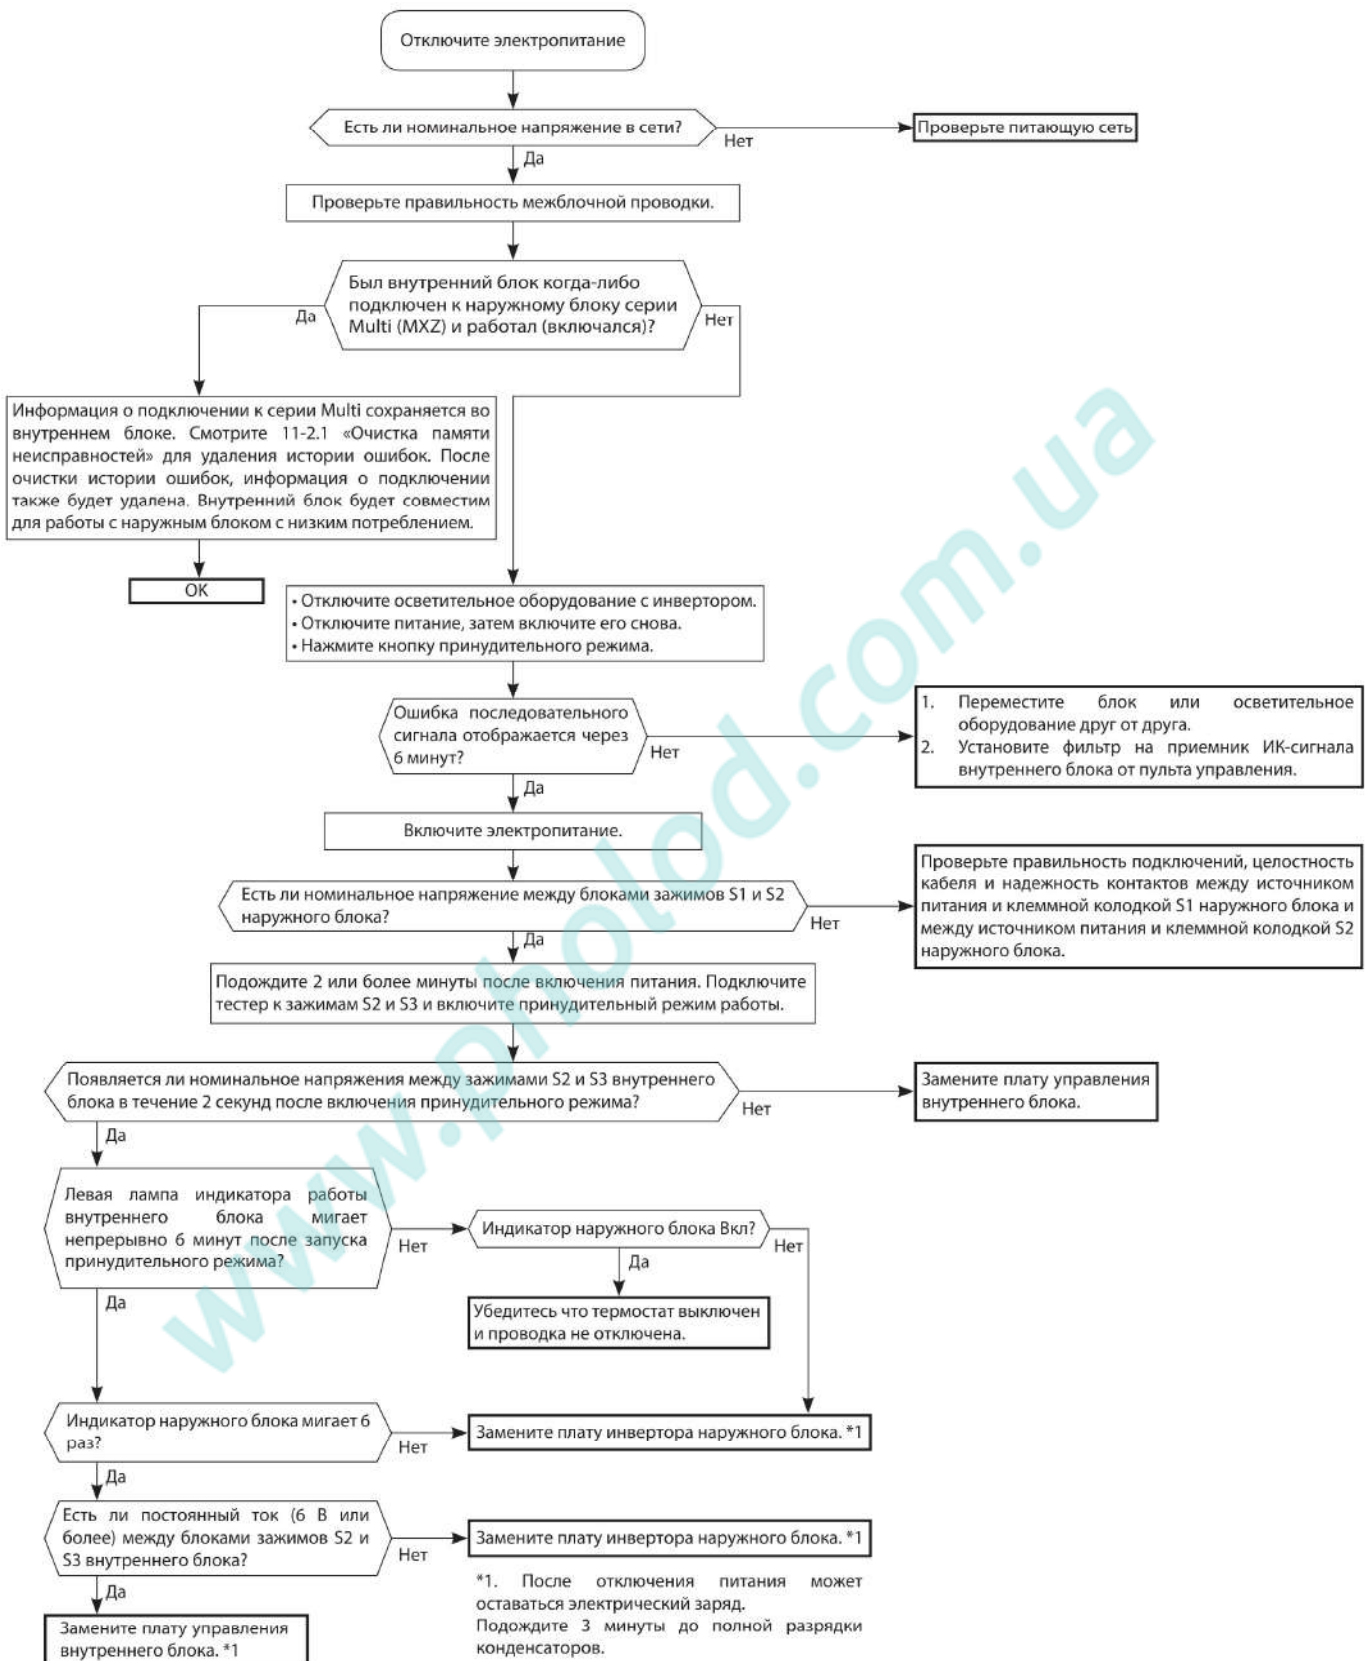 Отключите электропитание
Есть ли номинальное напряжение в сети?
Нет
Проверьте питающую сеть
Да
Проверьте правильность межблочной проводки.
Был внутренний блок когда-либо
подключен к наружному блоку серии
Multi (MXZ) и работал (включался)?
Да
Нет
Информация о подключении к серии Multi сохраняется во
внутреннем блоке. Смотрите 11-2.1 «Очистка памяти
неисправностей» для удаления истории ошибок. После
очистки истории ошибок, информация о подключении
также будет удалена. Внутренний блок будет совместим
для работы с наружным блоком с низким потреблением.
OK
• Отключите осветительное оборудование с инвертором.
• Отключите питание, затем включите его снова.
• Нажмите кнопку принудительного режима.
Ошибка последовательного
сигнала отображается через
6 минут?
Нет
1. Переместите блок или осветительное
оборудование друг от друга.
2. Установите фильтр на приемник ИК-сигнала
внутреннего блока от пульта управления.
Да
Включите электропитание.
Есть ли номинальное напряжение между блоками зажимов S1 и S2
наружного блока?
Нет
Проверьте правильность подключений, целостность
кабеля и надежность контактов между источником
питания и клеммной колодкой S1 наружного блока и
между источником питания и клеммной колодкой S2
наружного блока.
Да
Подождите 2 или более минуты после включения питания. Подключите
тестер к зажимам S2 и S3 и включите принудительный режим работы.
Появляется ли номинальное напряжения между зажимами S2 и S3 внутреннего
блока в течение 2 секунд после включения принудительного режима?
Нет
Замените плату управления
внутреннего блока.
Да
Левая лампа индикатора работы
внутреннего блока мигает
непрерывно 6 минут после запуска
принудительного режима?
Нет
Индикатор наружного блока Вкл?
Нет
Да
Убедитесь что термостат выключен
и проводка не отключена.
Да
Индикатор наружного блока мигает 6
раз?
Нет
Замените плату инвертора наружного блока. *1
Да
Есть ли постоянный ток (6 В или
более) между блоками зажимов S2 и
S3 внутреннего блока?
Нет
Замените плату инвертора наружного блока. *1
Да
Замените плату управления
внутреннего блока. *1
*1. После отключения питания может
оставаться электрический заряд.
Подождите 3 минуты до полной разрядки
конденсаторов.
www.pholod.com.ua